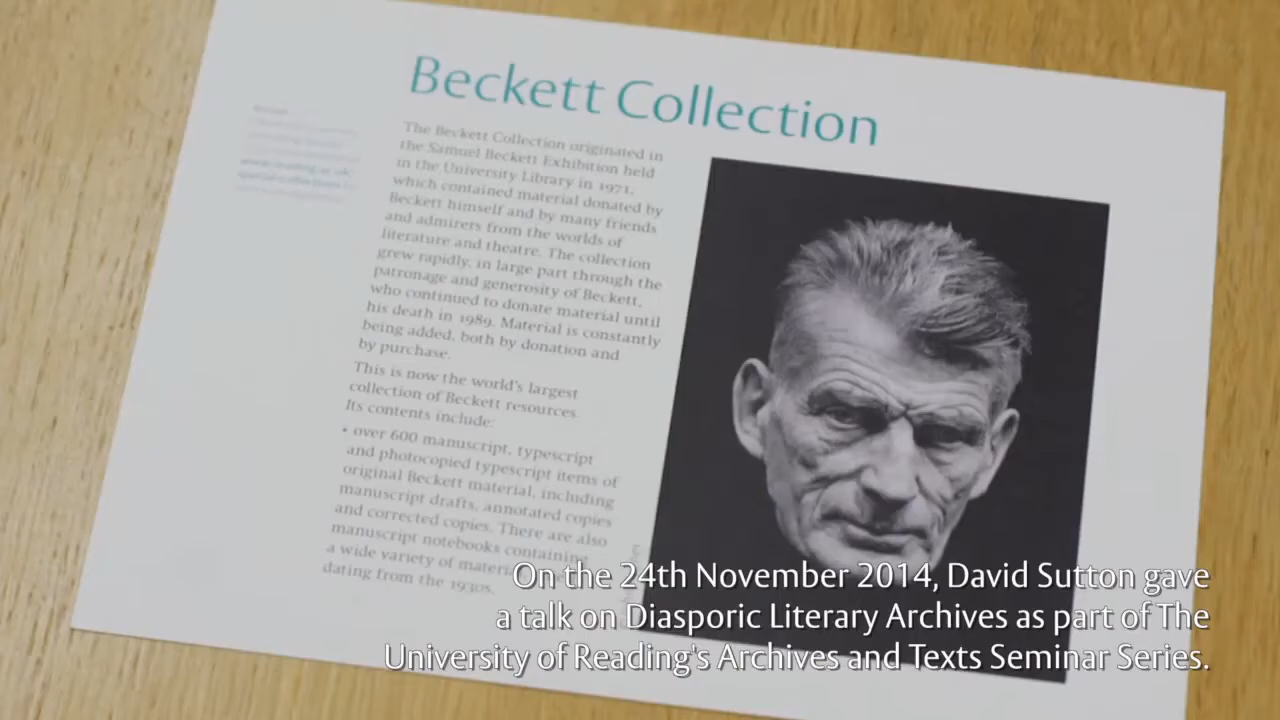 Beckett Collection
www.reading.ac.uk/
special-collections
The Beckett Collection originated in
the Samuel Beckett Exhibition held
in the University Library in 1971,
which contained material donated by
Beckett himself and by many friends
and admirers from the worlds of
literature and theatre. The collection
grew rapidly, in large part through the
patronage and generosity of Beckett,
who continued to donate material until
his death in 1989. Material is constantly
being added, both by donation and
by purchase.
This is now the world's largest
collection of Beckett resources.
Its contents include:
• over 600 manuscript, typescript
and photocopied typescript items of
original Beckett material, including
manuscript drafts, annotated copies
and corrected copies. There are also
manuscript notebooks containing
a wide variety of
dating from the 1930s.
On the 24th November 2014, David Sutton gave
a talk on Diasporic Literary Archives as part of The
University of Reading's Archives and Texts Seminar Series.